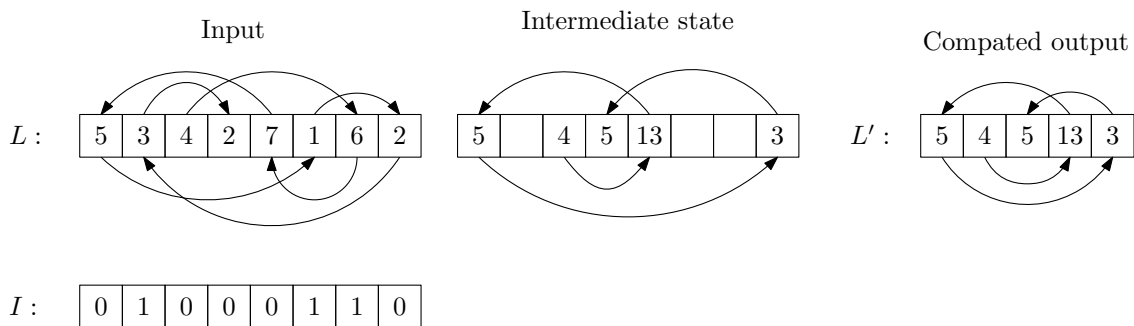 Input
Intermediate state
Compated output
L : 5 3 4 2 7 1 6 2
5 4 5 13 3
L′ : 5 4 5 13 3
I : 0 1 0 0 0 1 1 0